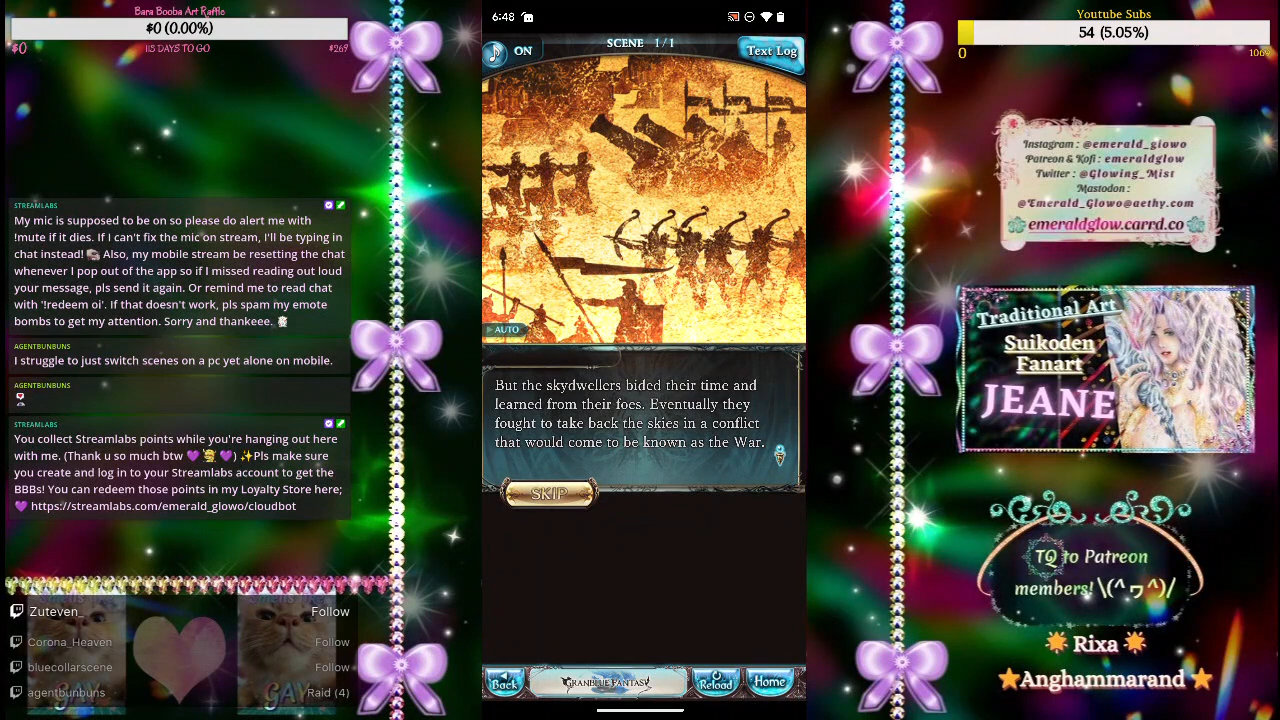 Bara Booba Art Raffle
$0 (0.00%)
$0
118 DAYS TO GO
$269
STREAMLABS
My mic is supposed to be on so please do alert me with
!mute if it dies. If I can't fix the mic on stream, I'll be typing in
chat instead! Also, my mobile stream be resetting the chat
whenever I pop out of the app so if I missed reading out loud
your message, pls send it again. Or remind me to read chat
with '!redeem oi'. If that doesn't work, pls spam my emote
bombs to get my attention. Sorry and thankeee.
AGENTBUNBUNS
I struggle to just switch scenes on a pc yet alone on mobile.
AGENTBUNBUNS
STREAMLABS
You collect Streamlabs points while you're hanging out here
with me. (Thank u so much btw 💜 💜) ✨Pls make sure
you create and log in to your Streamlabs account to get the
BBBs! You can redeem those points in my Loyalty Store here;
💜 https://streamlabs.com/emerald_glowo/cloudbot
Zuteven_ Follow
Corona_Heaven Follow
bluecollarscene Follow
agentbunbuns Raid (4)
GAY GAY
6:48
ON
SCENE 1/1
Text Log
AUTO
But the skydwellers bided their time and
learned from their foes. Eventually they
fought to take back the skies in a conflict
that would come to be known as the War.
SKIP
Back
GRANBLUE FANTASY
Reload
Home
Youtube Subs
54 (5.05%)
0
1069
Instagram : @emerald_glowo
Patreon & Kofi : emeraldglow
Twitter : @Glowing_Mist
Mastodon :
@Emerald_Glowo@aethy.com
emeraldglow.carrd.co
Traditional Art
Suikoden
Fanart
JEANE
TQ to Patreon
members! \(^ ヮ^)/
Rixa
Anghammarand